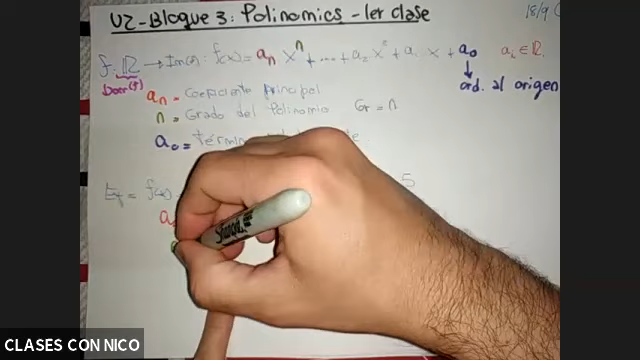 U2 - Bloque 3: Polinomios - 1er clase
18/9
f: ℝ → Im(f): f(x) = aₙ xⁿ + ... + a₂ x² + a₁ x + a₀ aᵢ ∈ ℝ.
Dom(f)
ord. al origen
aₙ = Coeficiente principal
n = Grado del Polinomio Gr = n
a₀ =
Ej = f(x) 5
Sharpie
CLASES CON NICO